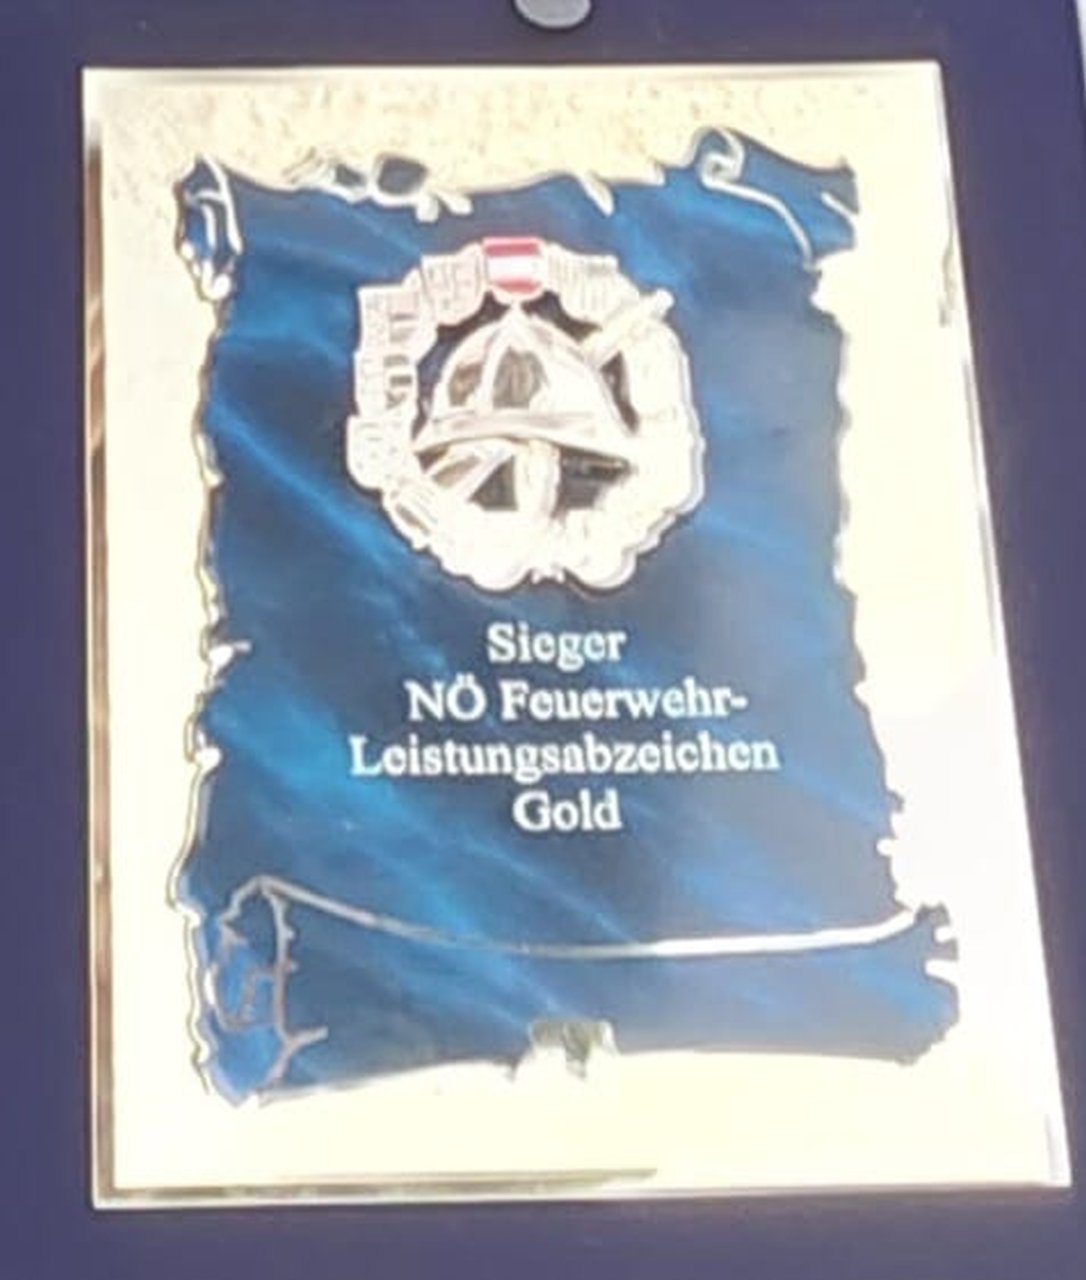 Sieger
NÖ Feuerwehr-
Leistungsabzeichen
Gold